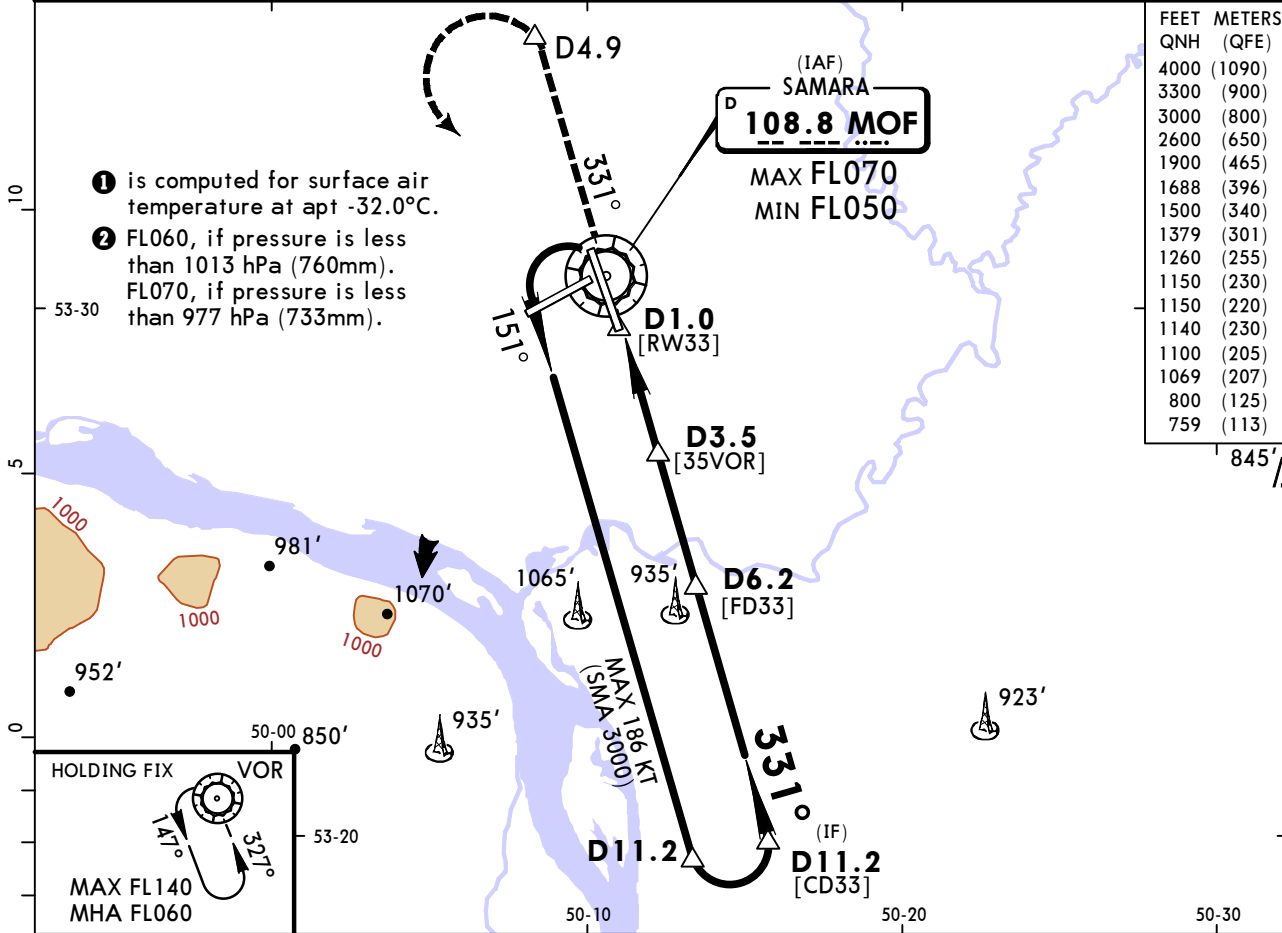 FEET METERS
QNH (QFE)
4000 (1090)
3300 (900)
3000 (800)
2600 (650)
1900 (465)
1688 (396)
1500 (340)
1379 (301)
1260 (255)
1150 (230)
1150 (220)
1140 (230)
1100 (205)
1069 (207)
800 (125)
759 (113)
845'
D4.9
(IAF)
SAMARA
D 108.8 MOF
MAX FL070
MIN FL050
331°
1 is computed for surface air
temperature at apt -32.0°C.
2 FL060, if pressure is less
than 1013 hPa (760mm).
FL070, if pressure is less
than 977 hPa (733mm).
10
53-30
151°
D1.0
[RW33]
D3.5
[35VOR]
5
1000
981'
1000
1070'
1000
1065'
935'
D6.2
[FD33]
952'
935'
923'
MAX 186 KT
(SMA 3000)
331°
0
50-00
850'
HOLDING FIX VOR
147°
327°
MAX FL140
MHA FL060
53-20
D11.2
(IF)
D11.2
[CD33]
50-10
50-20
50-30